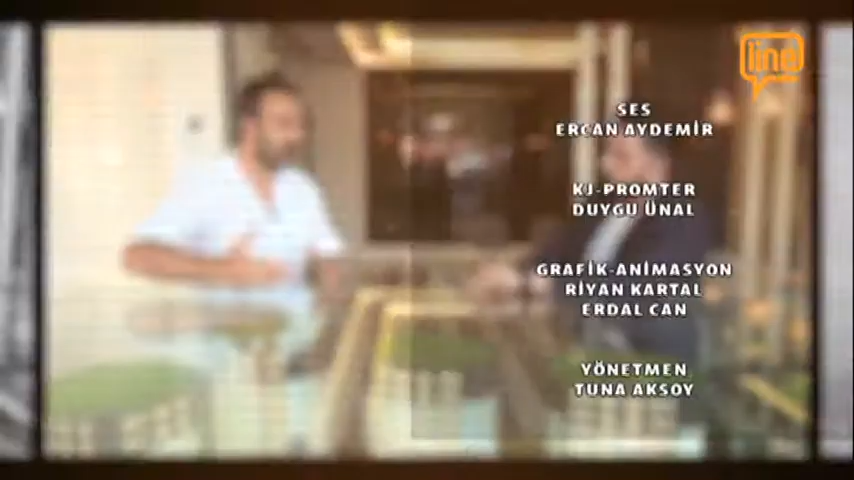 line
SES
ERCAN AYDEMİR
KJ-PROMTER
DUYGU ÜNAL
GRAFİK-ANİMASYON
RİYAN KARTAL
ERDAL CAN
YÖNETMEN
TUNA AKSOY